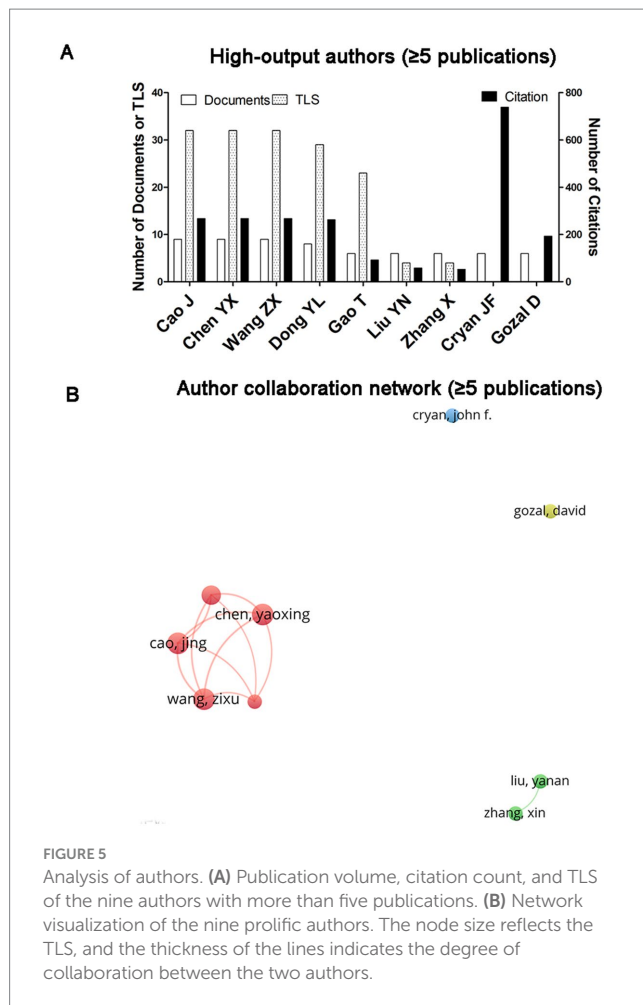 A
High-output authors (≥5 publications)
Number of Documents or TLS
40
30
20
10
0
Documents
TLS
Citation
800
600
400
200
0
Number of Citations
Cao J
Chen YX
Wang ZX
Dong YL
Gao T
Liu YN
Zhang X
Cryan JF
Gozal D
B
Author collaboration network (≥5 publications)
cryan, john f.
gozal, david
chen, yaoxing
cao, jing
wang, zixu
liu, yanan
zhang, xin
FIGURE 5
Analysis of authors. (A) Publication volume, citation count, and TLS
of the nine authors with more than five publications. (B) Network
visualization of the nine prolific authors. The node size reflects the
TLS, and the thickness of the lines indicates the degree of
collaboration between the two authors.